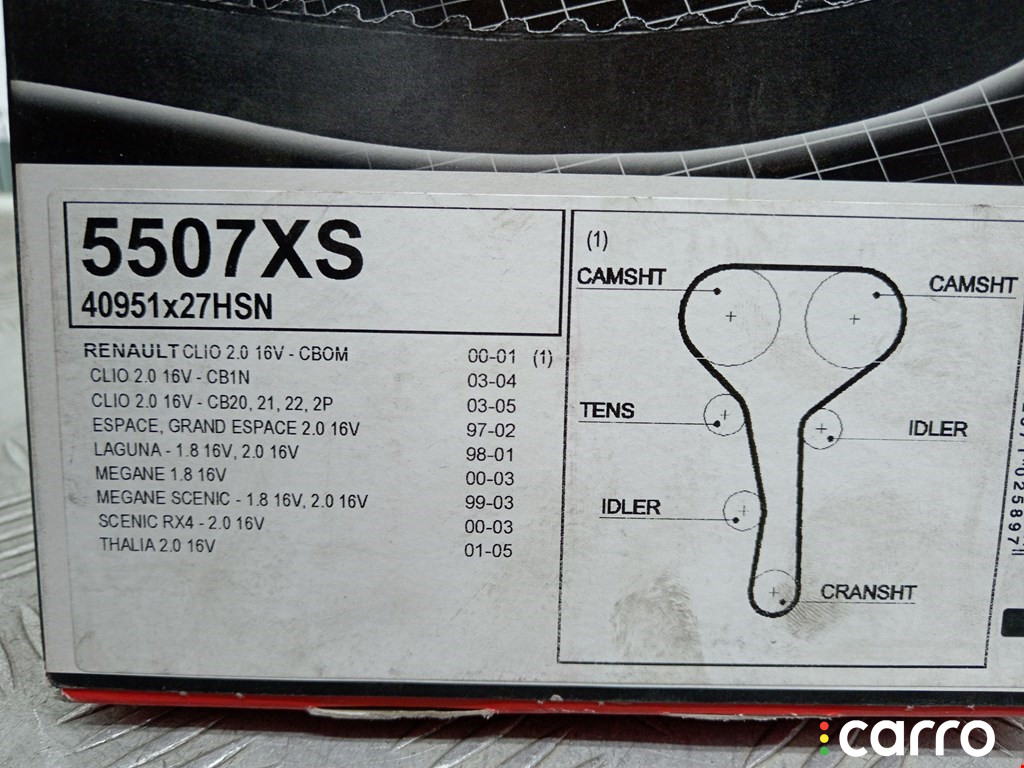 5507XS
40951x27HSN
RENAULT CLIO 2.0 16V - CBOM 00-01 (1)
CLIO 2.0 16V - CB1N 03-04
CLIO 2.0 16V - CB20, 21, 22, 2P 03-05
ESPACE, GRAND ESPACE 2.0 16V 97-02
LAGUNA - 1.8 16V, 2.0 16V 98-01
MEGANE 1.8 16V 00-03
MEGANE SCENIC - 1.8 16V, 2.0 16V 99-03
SCENIC RX4 - 2.0 16V 00-03
THALIA 2.0 16V 01-05
(1)
CAMSHT
CAMSHT
TENS
IDLER
IDLER
CRANSHT
025897
carro